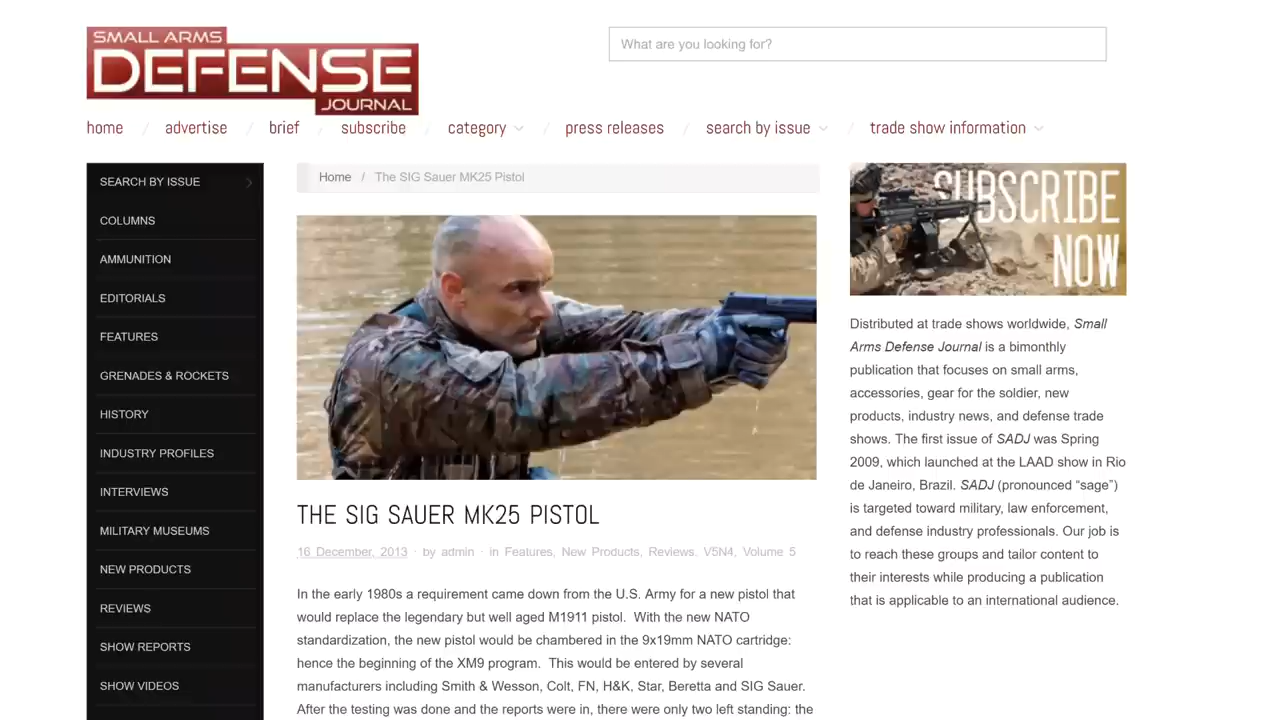 SMALL ARMS
DEFENSE
JOURNAL
What are you looking for?
home / advertise / brief / subscribe / category / press releases / search by issue / trade show information
SEARCH BY ISSUE
COLUMNS
AMMUNITION
EDITORIALS
FEATURES
GRENADES & ROCKETS
HISTORY
INDUSTRY PROFILES
INTERVIEWS
MILITARY MUSEUMS
NEW PRODUCTS
REVIEWS
SHOW REPORTS
SHOW VIDEOS
Home / The SIG Sauer MK25 Pistol
THE SIG SAUER MK25 PISTOL
16 December, 2013 · by admin · in Features, New Products, Reviews. V5N4, Volume 5
In the early 1980s a requirement came down from the U.S. Army for a new pistol that
would replace the legendary but well aged M1911 pistol.  With the new NATO
standardization, the new pistol would be chambered in the 9x19mm NATO cartridge:
hence the beginning of the XM9 program.  This would be entered by several
manufacturers including Smith & Wesson, Colt, FN, H&K, Star, Beretta and SIG Sauer.
After the testing was done and the reports were in, there were only two left standing: the
SUBSCRIBE
NOW
Distributed at trade shows worldwide, Small
Arms Defense Journal is a bimonthly
publication that focuses on small arms,
accessories, gear for the soldier, new
products, industry news, and defense trade
shows. The first issue of SADJ was Spring
2009, which launched at the LAAD show in Rio
de Janeiro, Brazil. SADJ (pronounced “sage”)
is targeted toward military, law enforcement,
and defense industry professionals. Our job is
to reach these groups and tailor content to
their interests while producing a publication
that is applicable to an international audience.